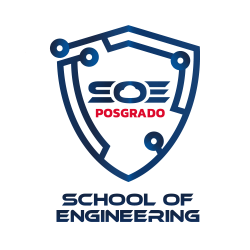 SOE
POSGRADO
SCHOOL OF
ENGINEERING